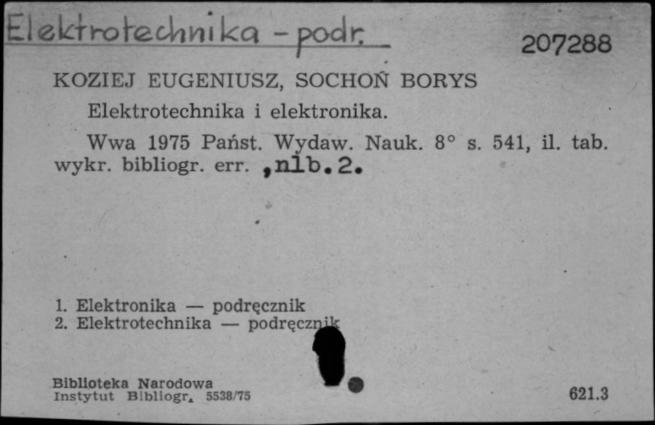 Elektrotechnika - podr.
207288
KOZIEJ EUGENIUSZ, SOCHOŃ BORYS
Elektrotechnika i elektronika.
Wwa 1975 Państ. Wydaw. Nauk. 8° s. 541, il. tab.
wykr. bibliogr. err. , nlb. 2.
1. Elektronika — podręcznik
2. Elektrotechnika — podręcznik
Biblioteka Narodowa
Instytut Bibliogr. 5538/75
621.3